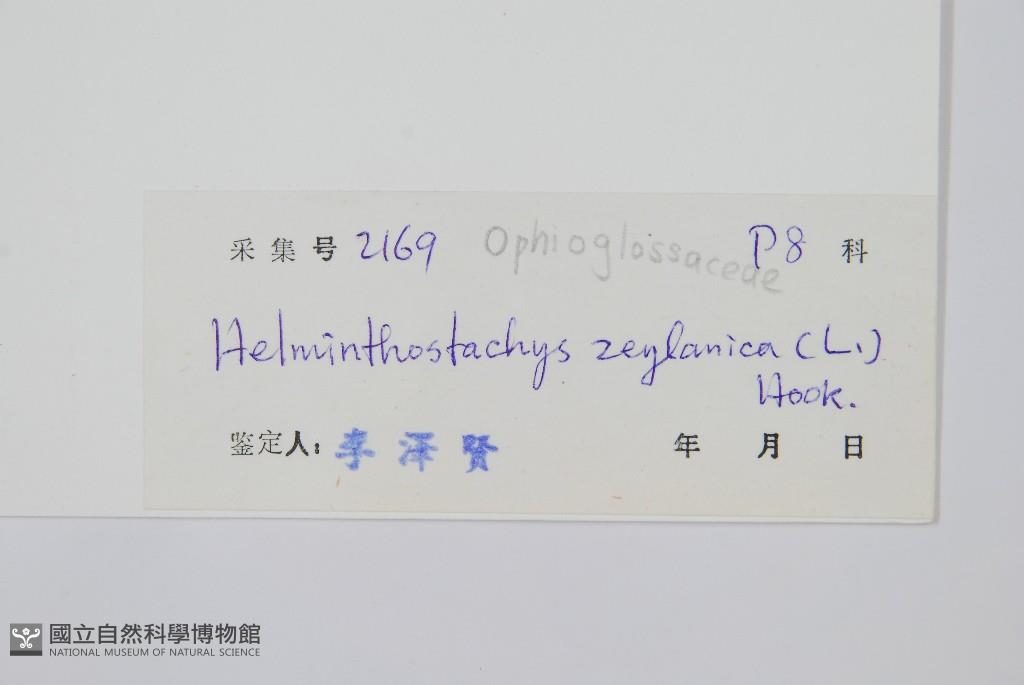 采集号 2169 Ophioglossaceae P8 科
Helminthostachys zeylanica (L.)
Hook.
鉴定人: 李泽贤 年 月 日
國立自然科學博物館
NATIONAL MUSEUM OF NATURAL SCIENCE